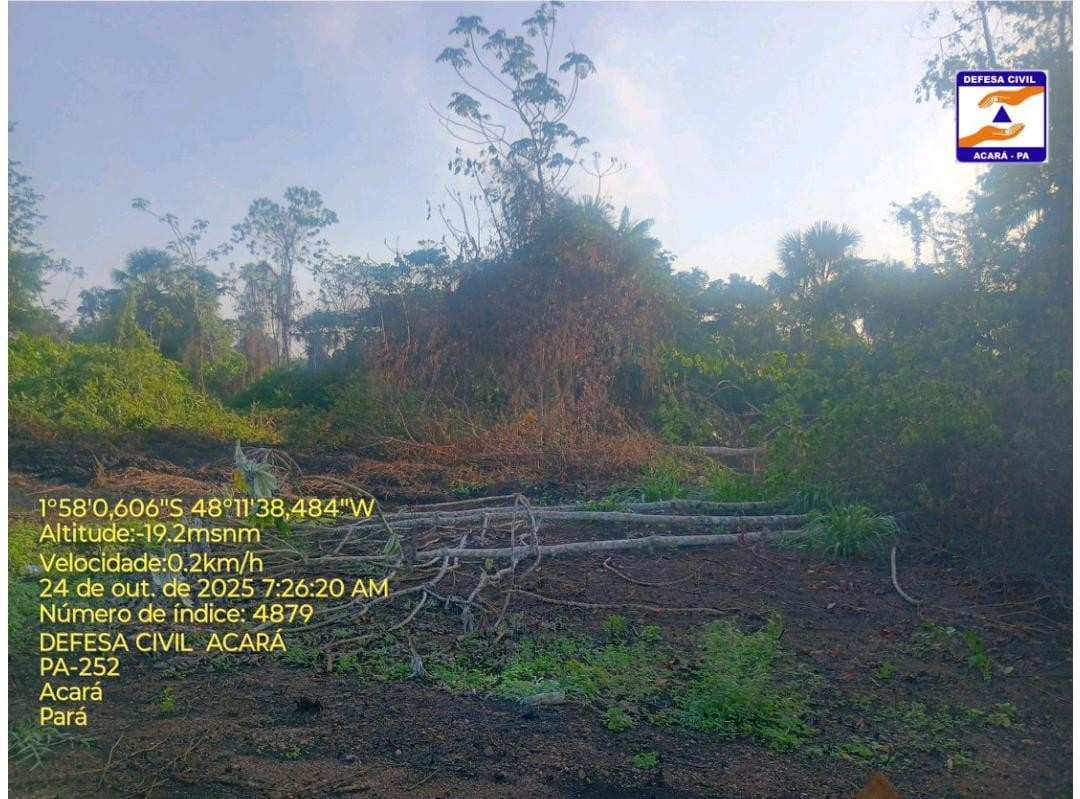 DEFESA CIVIL
ACARÁ - PA
1°58'0,606"S 48°11'38,484"W
Altitude:-19.2msnm
Velocidade:0.2km/h
24 de out. de 2025 7:26:20 AM
Número de índice: 4879
DEFESA CIVIL ACARÁ
PA-252
Acará
Pará